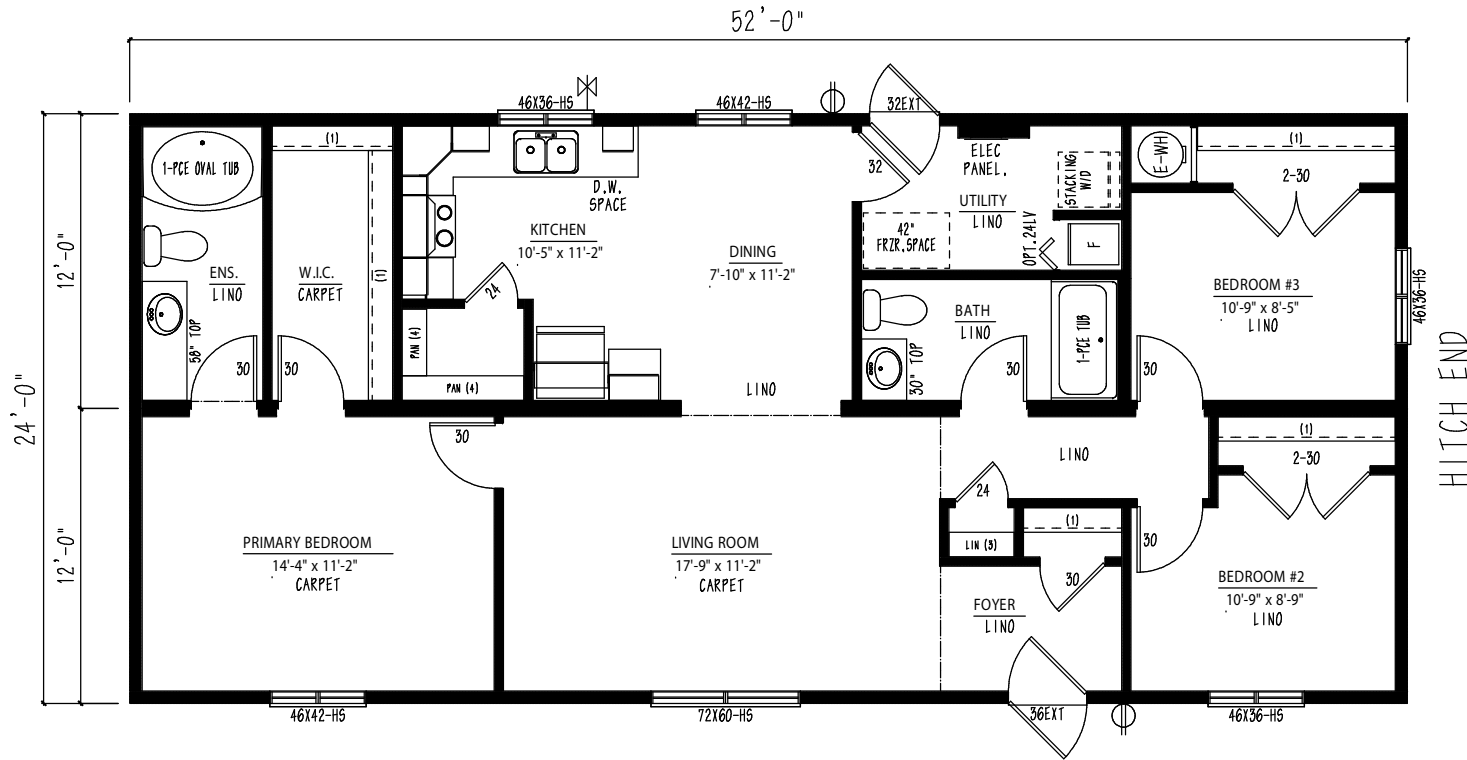 52'-0"
46X36-HS
46X42-HS
32EXT
12'-0"
24'-0"
12'-0"
1-PCE OVAL TUB
ENS.
LINO
58" TOP
30
(1)
(1)
W.I.C.
CARPET
30
D.W.
SPACE
KITCHEN
10'-5" x 11'-2"
24
PAN (4)
PAN (4)
DINING
7'-10" x 11'-2"
LINO
32
ELEC
PANEL.
STACKING
W/D
UTILITY
LINO
42"
FRZR.SPACE
OPT.24LV
F
E-WH
(1)
2-30
BEDROOM #3
10'-9" x 8'-5"
LINO
46X36-HS
HITCH END
BATH
LINO
30" TOP
30
1-PCE TUB
30
30
PRIMARY BEDROOM
14'-4" x 11'-2"
CARPET
46X42-HS
LIVING ROOM
17'-9" x 11'-2"
CARPET
72X60-HS
LINO
24
LIN (3)
(1)
30
FOYER
LINO
36EXT
(1)
2-30
30
BEDROOM #2
10'-9" x 8'-9"
LINO
46X36-HS